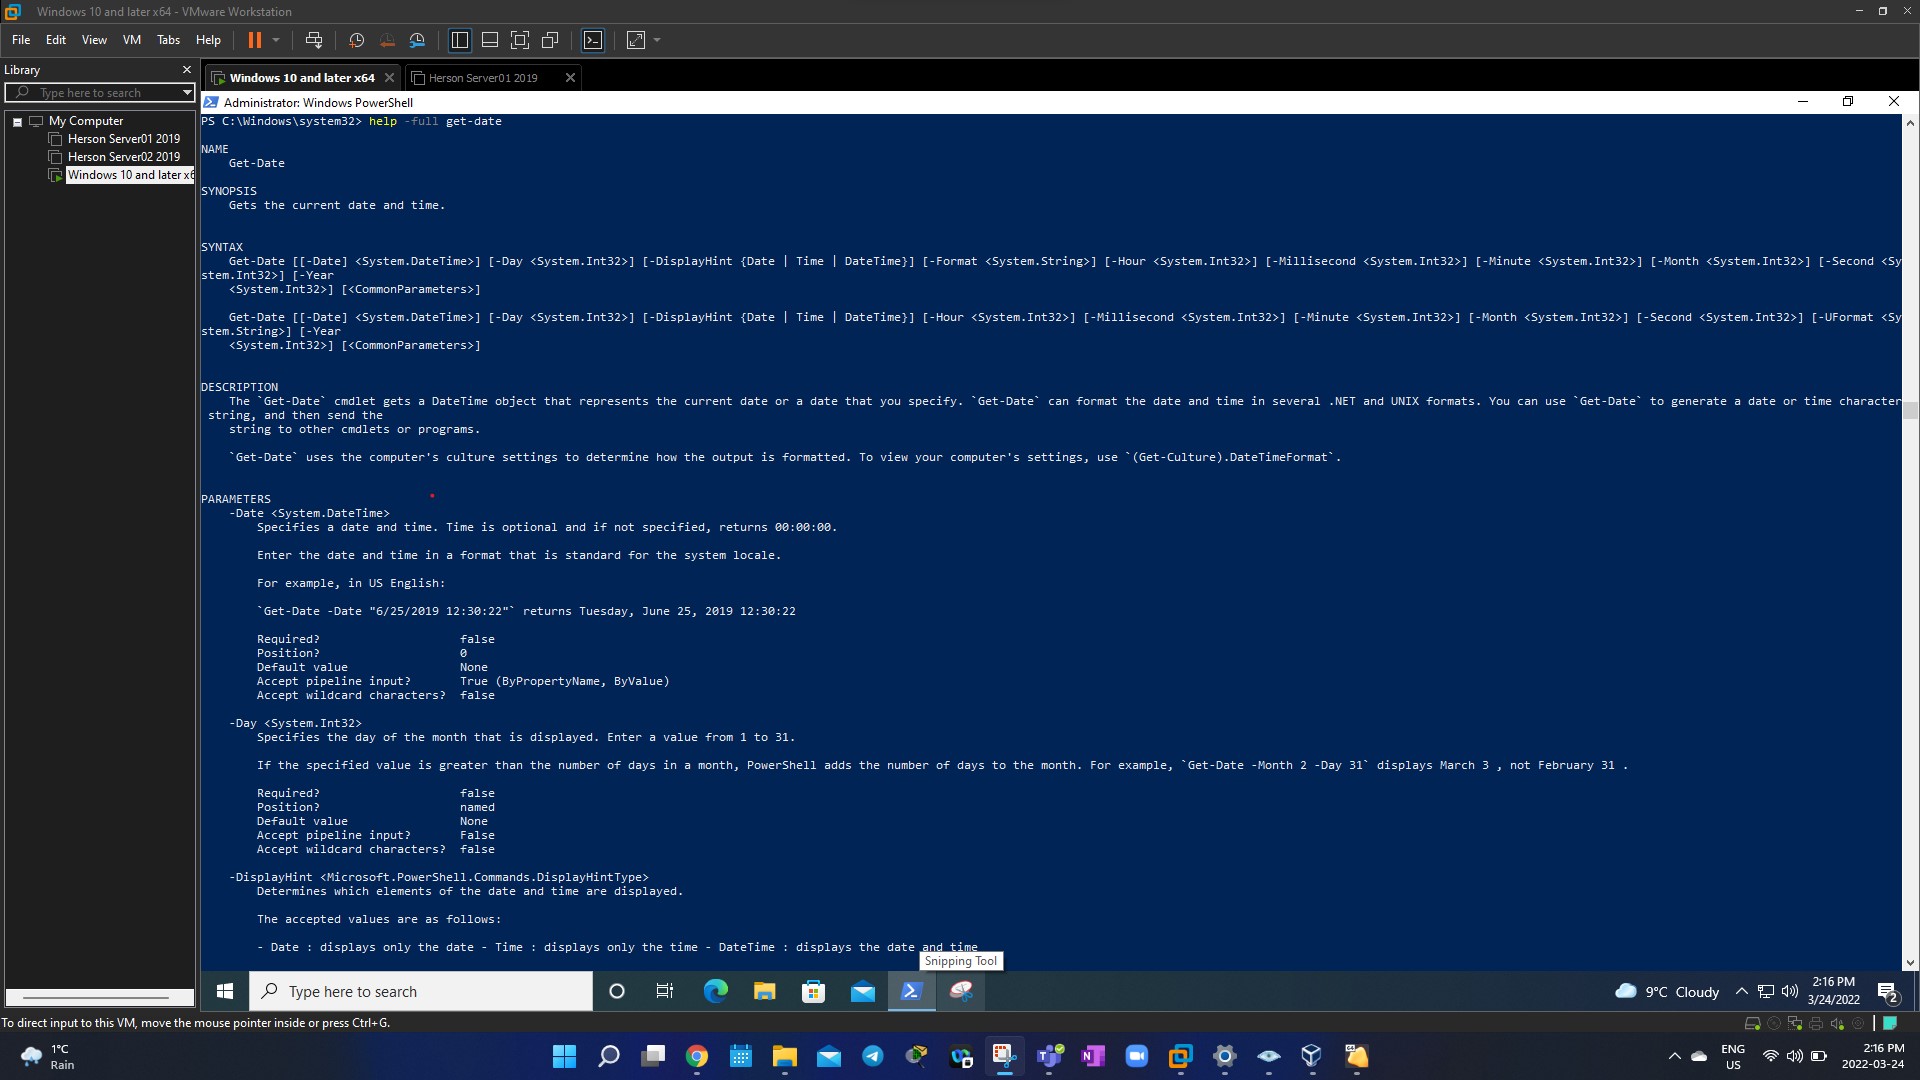 Windows 10 and later x64 - VMware Workstation
File Edit View VM Tabs Help
Library
Type here to search
My Computer
Herson Server01 2019
Herson Server02 2019
Windows 10 and later x6
Windows 10 and later x64
Herson Server01 2019
Administrator: Windows PowerShell
PS C:\Windows\system32> help -full get-date
NAME
Get-Date
SYNOPSIS
Gets the current date and time.
SYNTAX
Get-Date [[-Date] <System.DateTime>] [-Day <System.Int32>] [-DisplayHint {Date | Time | DateTime}] [-Format <System.String>] [-Hour <System.Int32>] [-Millisecond <System.Int32>] [-Minute <System.Int32>] [-Month <System.Int32>] [-Second <Sy
stem.Int32>] [-Year
<System.Int32>] [<CommonParameters>]
Get-Date [[-Date] <System.DateTime>] [-Day <System.Int32>] [-DisplayHint {Date | Time | DateTime}] [-Hour <System.Int32>] [-Millisecond <System.Int32>] [-Minute <System.Int32>] [-Month <System.Int32>] [-Second <System.Int32>] [-UFormat <Sy
stem.String>] [-Year
<System.Int32>] [<CommonParameters>]
DESCRIPTION
The `Get-Date` cmdlet gets a DateTime object that represents the current date or a date that you specify. `Get-Date` can format the date and time in several .NET and UNIX formats. You can use `Get-Date` to generate a date or time character
string, and then send the
string to other cmdlets or programs.
`Get-Date` uses the computer's culture settings to determine how the output is formatted. To view your computer's settings, use `(Get-Culture).DateTimeFormat`.
PARAMETERS
-Date <System.DateTime>
Specifies a date and time. Time is optional and if not specified, returns 00:00:00.
Enter the date and time in a format that is standard for the system locale.
For example, in US English:
`Get-Date -Date "6/25/2019 12:30:22"` returns Tuesday, June 25, 2019 12:30:22
Required? false
Position? 0
Default value None
Accept pipeline input? True (ByPropertyName, ByValue)
Accept wildcard characters? false
-Day <System.Int32>
Specifies the day of the month that is displayed. Enter a value from 1 to 31.
If the specified value is greater than the number of days in a month, PowerShell adds the number of days to the month. For example, `Get-Date -Month 2 -Day 31` displays March 3 , not February 31 .
Required? false
Position? named
Default value None
Accept pipeline input? False
Accept wildcard characters? false
-DisplayHint <Microsoft.PowerShell.Commands.DisplayHintType>
Determines which elements of the date and time are displayed.
The accepted values are as follows:
- Date : displays only the date - Time : displays only the time - DateTime : displays the date and time
Snipping Tool
Type here to search
9°C Cloudy
2:16 PM
3/24/2022
2
To direct input to this VM, move the mouse pointer inside or press Ctrl+G.
1°C
Rain
ENG
US
2:16 PM
2022-03-24